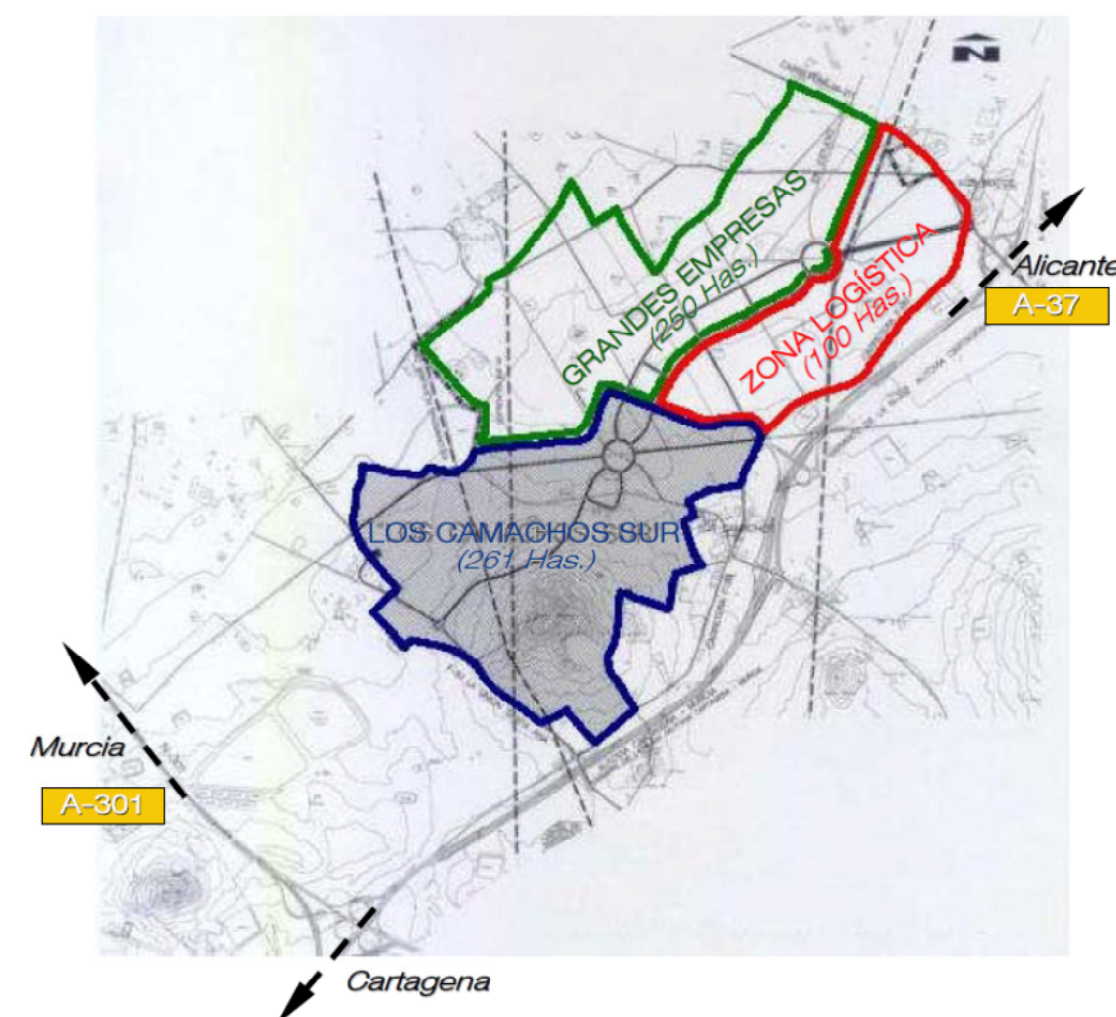 N
GRANDES EMPRESAS
(250 Has.)
ZONA LOGÍSTICA
(100 Has.)
Alicante
A-37
LOS CAMACHOS SUR
(261 Has.)
Murcia
A-301
Cartagena